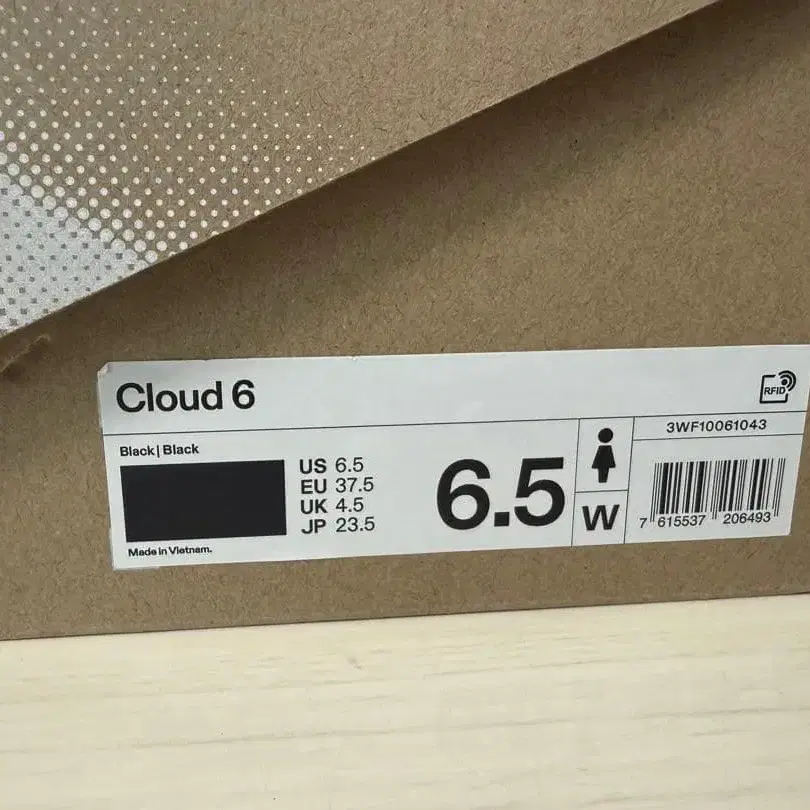 Cloud 6
RFID
Black | Black
US 6.5
EU 37.5
UK 4.5
JP 23.5
Made in Vietnam.
6.5
W
3WF10061043
7 615537 206493